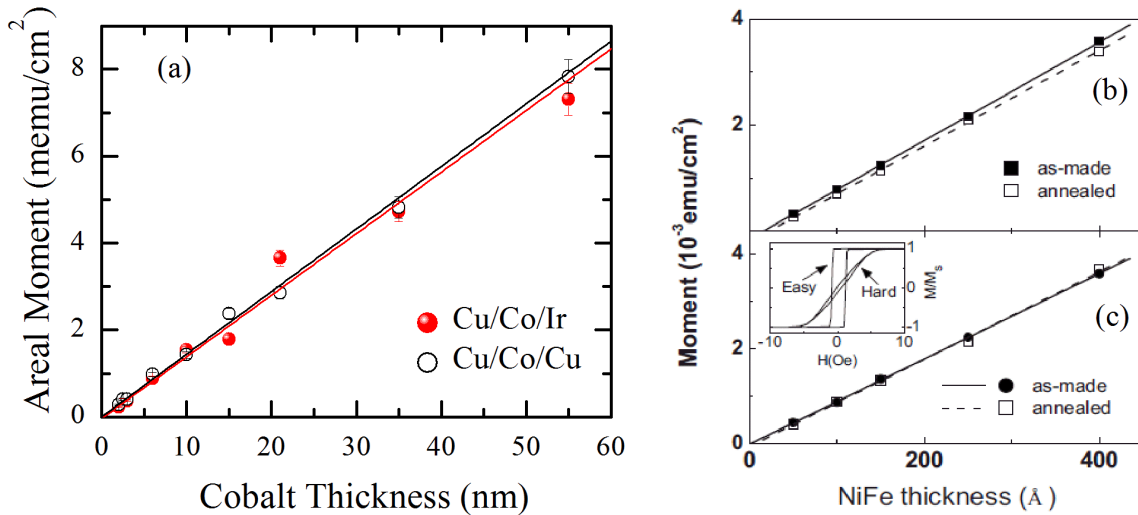 (a)
Areal Moment (memu/cm²)
8
6
4
2
0
Cu/Co/Ir
Cu/Co/Cu
0 10 20 30 40 50 60
Cobalt Thickness (nm)
Moment (10⁻³emu/cm²)
4
2
(b)
as-made
annealed
4
2
0
Easy
Hard
1
0
-1
M/Mₛ
-10 0 10
H(Oe)
(c)
as-made
annealed
0 200 400
NiFe thickness (Å)